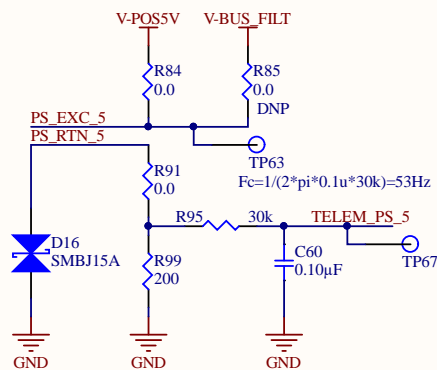 V-POS5V
V-BUS_FILT
R84
0.0
R85
0.0
DNP
PS_EXC_5
PS_RTN_5
TP63
R91
0.0
Fc=1/(2*pi*0.1u*30k)=53Hz
R95
30k
TELEM_PS_5
D16
SMBJ15A
R99
200
C60
0.10µF
TP67
GND
GND
GND